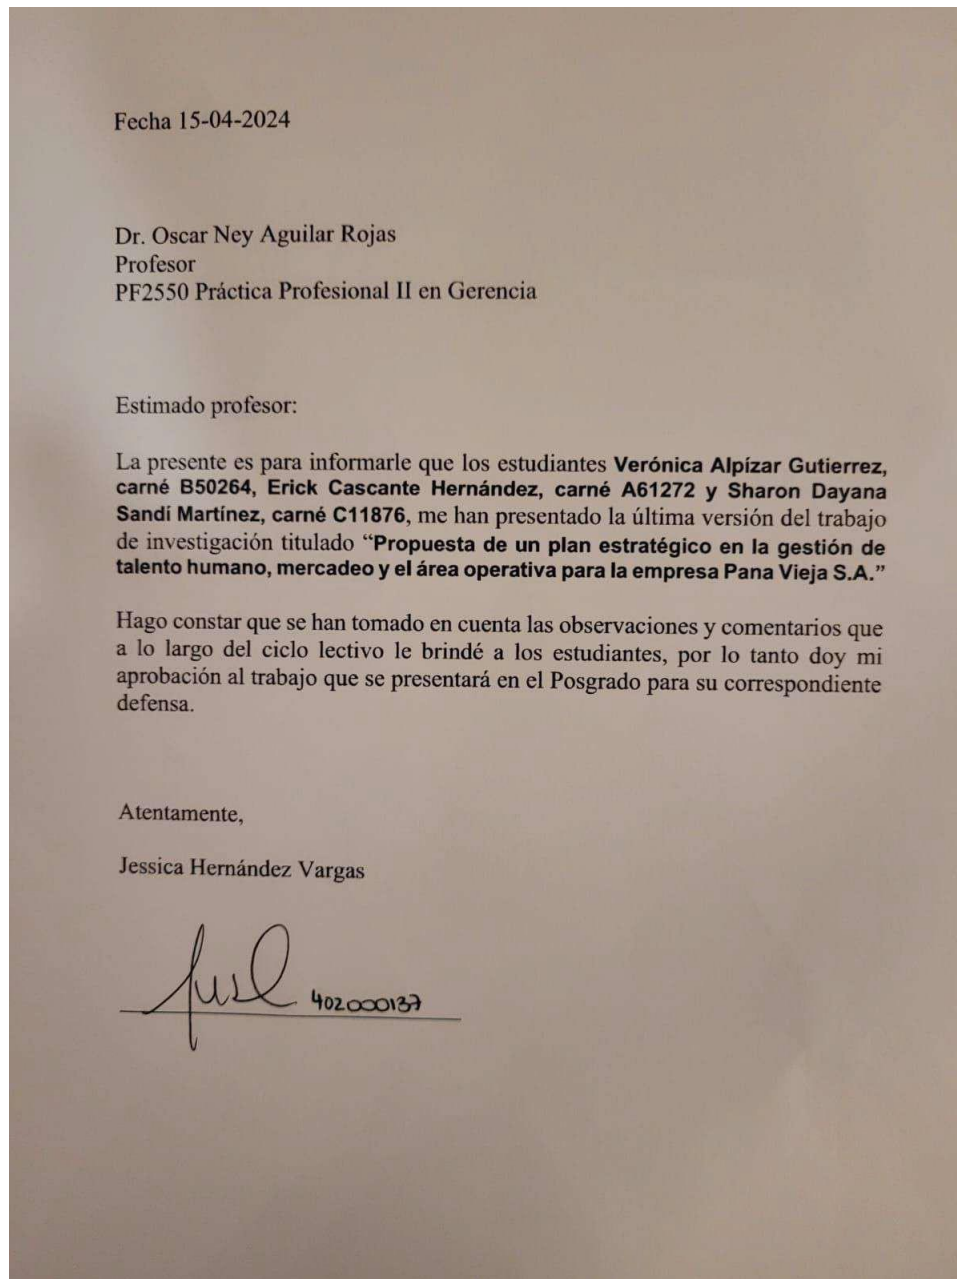 Fecha 15-04-2024
Dr. Oscar Ney Aguilar Rojas
Profesor
PF2550 Práctica Profesional II en Gerencia
Estimado profesor:
La presente es para informarle que los estudiantes Verónica Alpízar Gutierrez,
carné B50264, Erick Cascante Hernández, carné A61272 y Sharon Dayana
Sandí Martínez, carné C11876, me han presentado la última versión del trabajo
de investigación titulado “Propuesta de un plan estratégico en la gestión de
talento humano, mercadeo y el área operativa para la empresa Pana Vieja S.A.”
Hago constar que se han tomado en cuenta las observaciones y comentarios que
a lo largo del ciclo lectivo le brindé a los estudiantes, por lo tanto doy mi
aprobación al trabajo que se presentará en el Posgrado para su correspondiente
defensa.
Atentamente,
Jessica Hernández Vargas
402000137